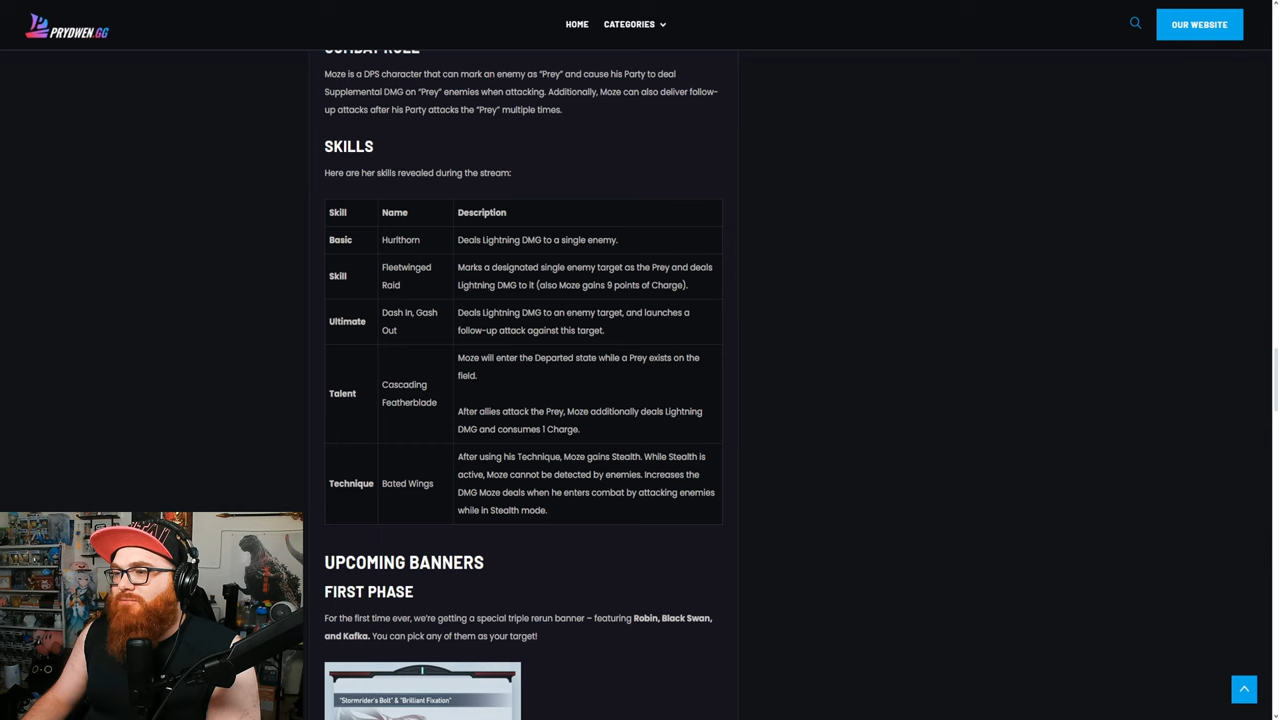 PRYDWEN.GG
HOME
CATEGORIES
OUR WEBSITE
COMBAT ROLE
Moze is a DPS character that can mark an enemy as “Prey” and cause his Party to deal
Supplemental DMG on “Prey” enemies when attacking. Additionally, Moze can also deliver follow-
up attacks after his Party attacks the “Prey” multiple times.
SKILLS
Here are her skills revealed during the stream:
Skill Name Description
Basic Hurlthorn Deals Lightning DMG to a single enemy.
Skill
Fleetwinged
Raid
Marks a designated single enemy target as the Prey and deals
Lightning DMG to it (also Moze gains 9 points of Charge).
Ultimate
Dash In, Gash
Out
Deals Lightning DMG to an enemy target, and launches a
follow-up attack against this target.
Talent
Cascading
Featherblade
Moze will enter the Departed state while a Prey exists on the
field.
After allies attack the Prey, Moze additionally deals Lightning
DMG and consumes 1 Charge.
Technique
Bated Wings
After using his Technique, Moze gains Stealth. While Stealth is
active, Moze cannot be detected by enemies. Increases the
DMG Moze deals when he enters combat by attacking enemies
while in Stealth mode.
UPCOMING BANNERS
FIRST PHASE
For the first time ever, we’re getting a special triple rerun banner – featuring Robin, Black Swan,
and Kafka. You can pick any of them as your target!
"Stormrider's Bolt" & "Brilliant Fixation"